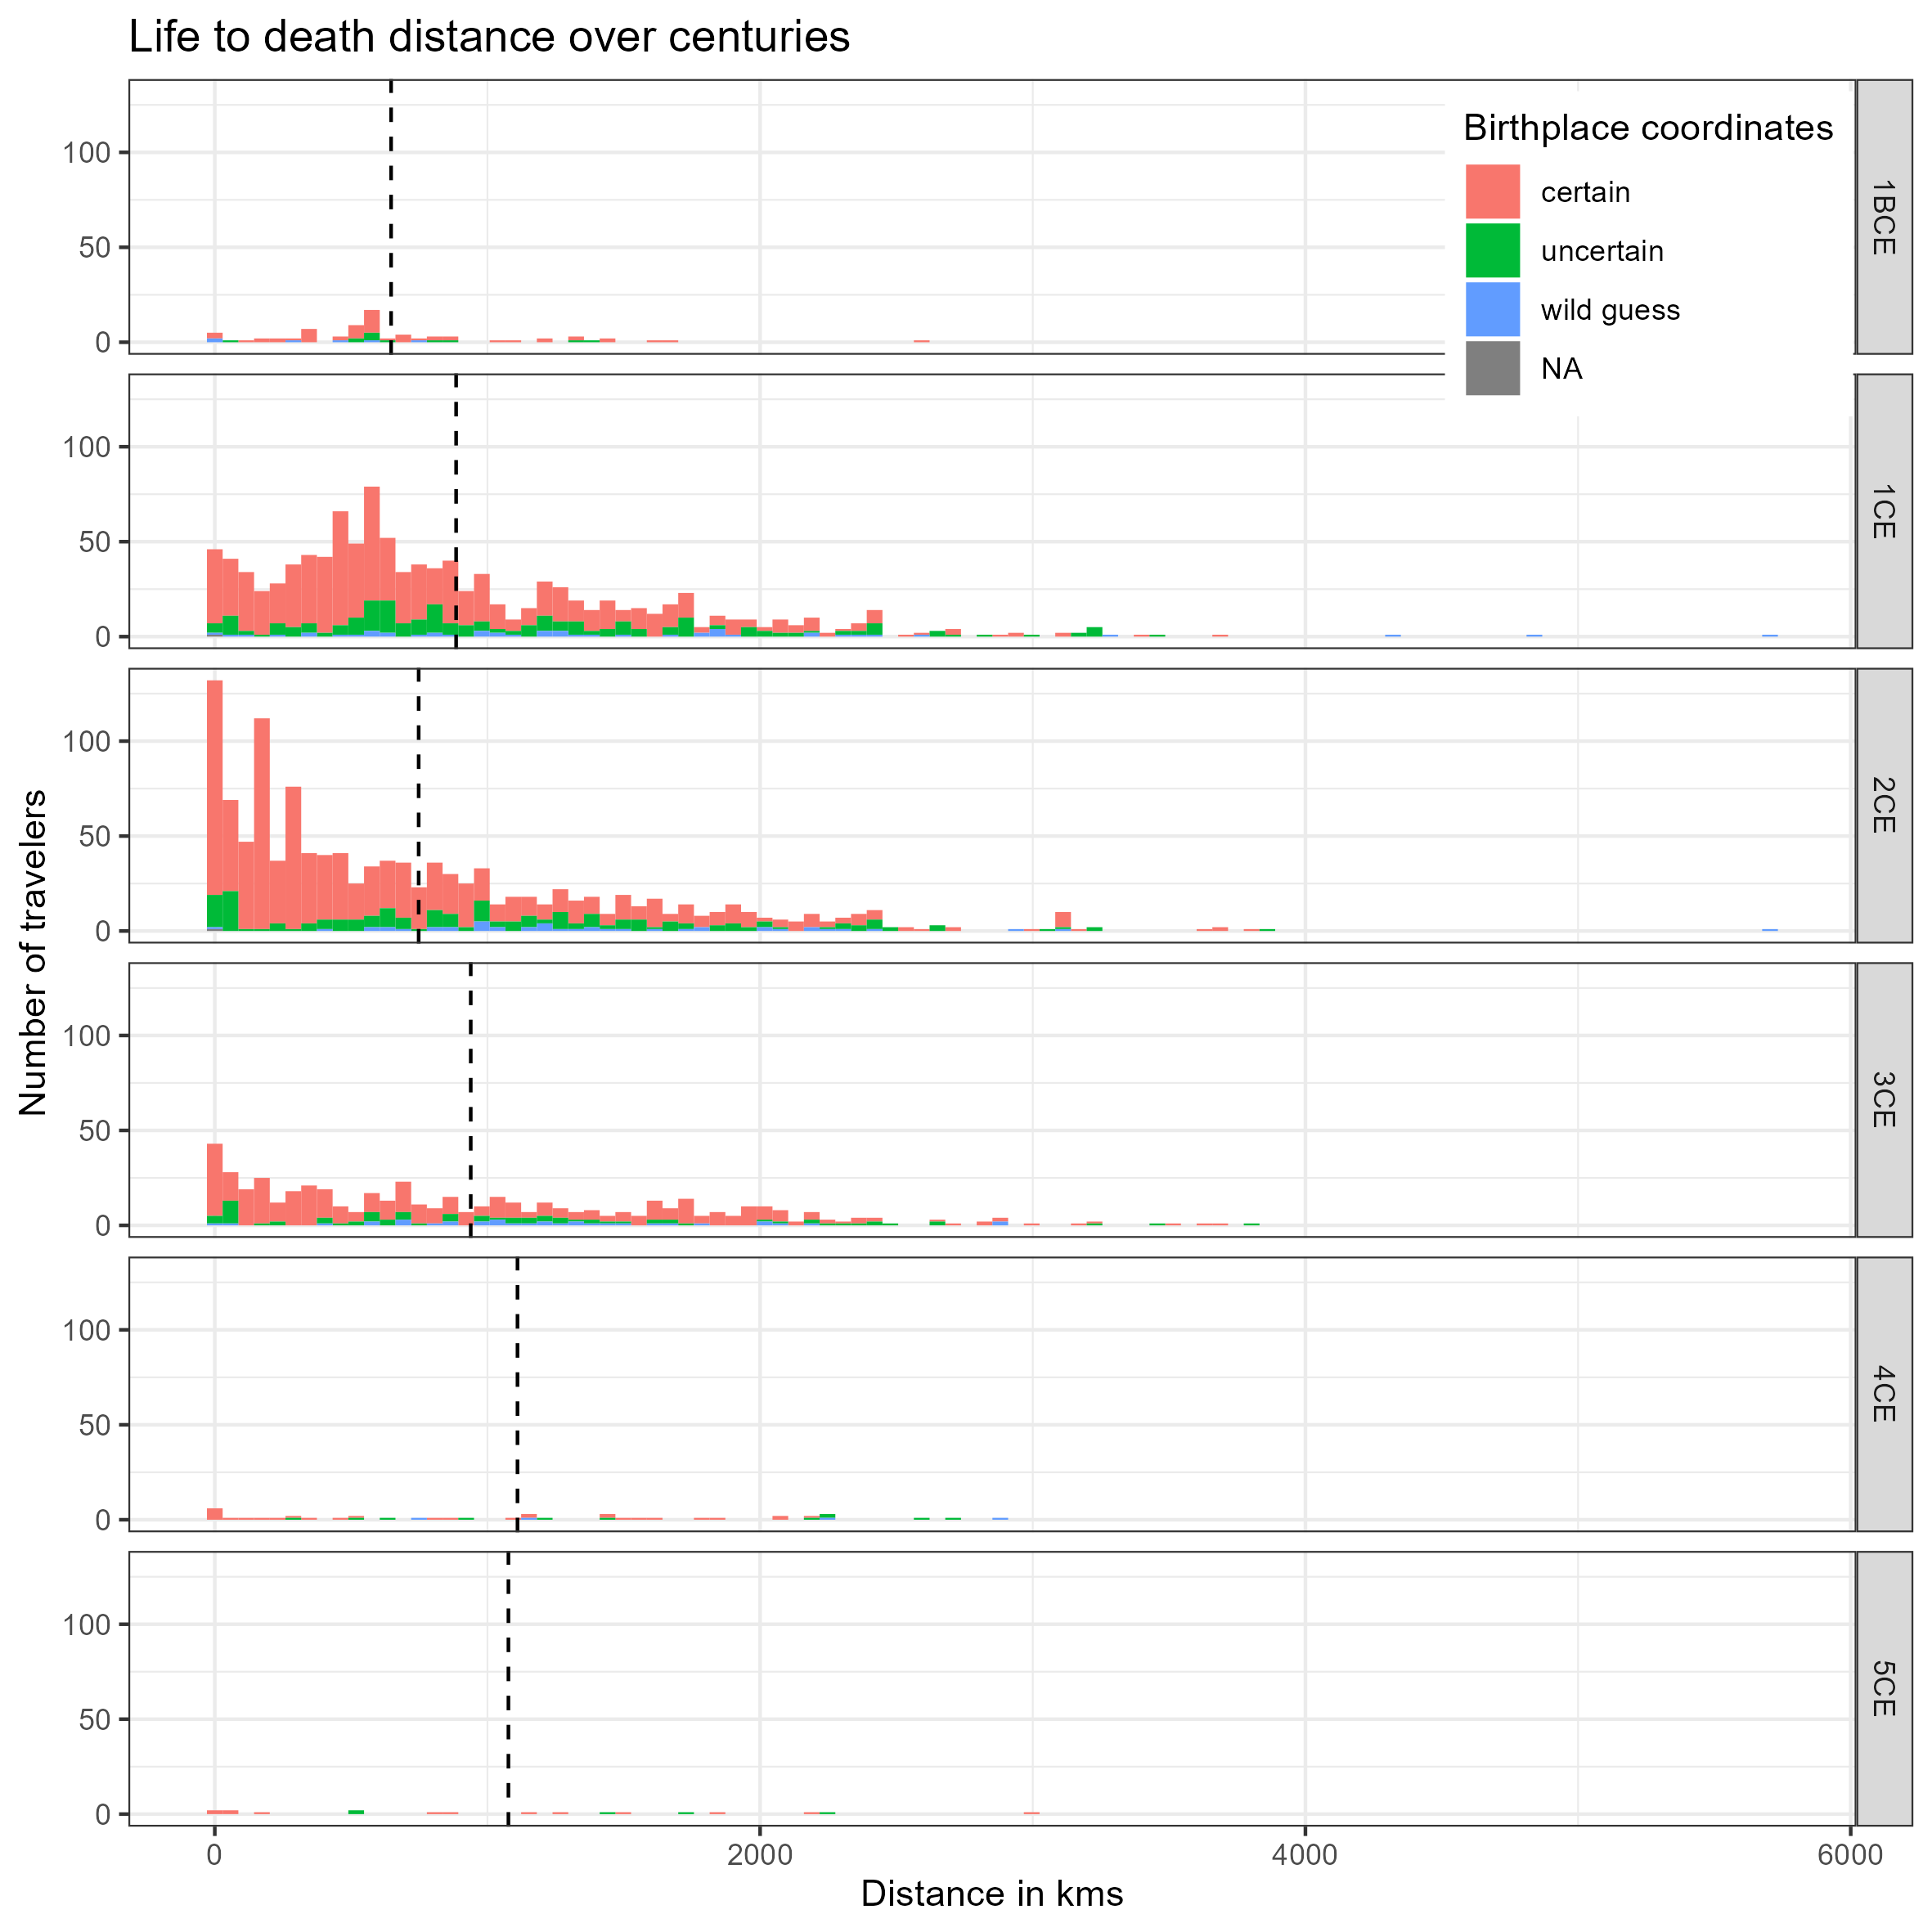 Life to death distance over centuries
Birthplace coordinates
certain
uncertain
wild guess
NA
100
50
0
1BCE
100
50
0
1CE
100
50
0
2CE
100
50
0
3CE
100
50
0
4CE
100
50
0
5CE
0 2000 4000 6000
Distance in kms
Number of travelers